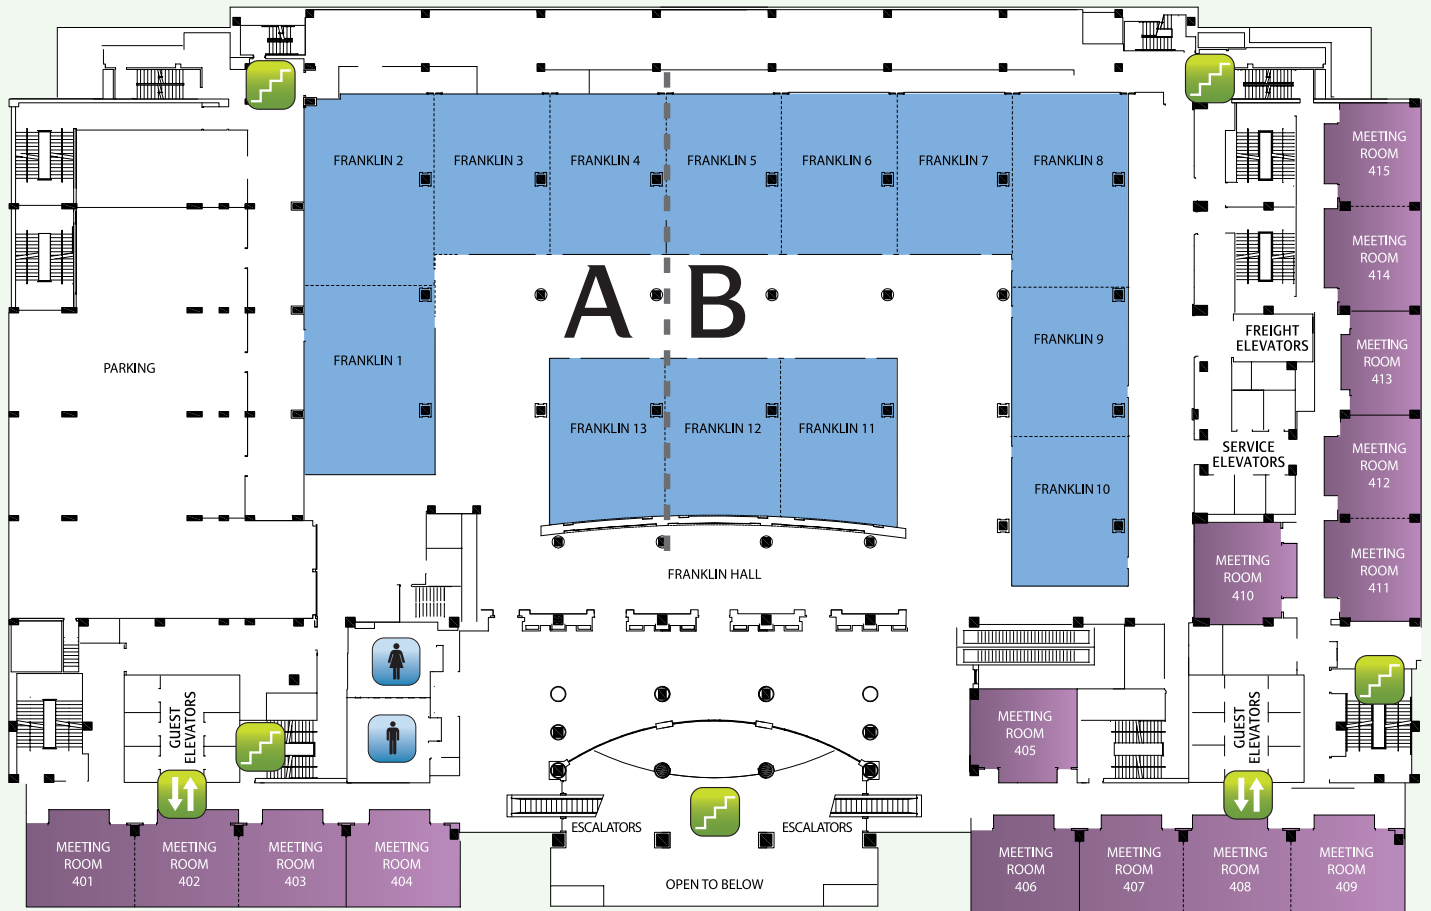 FRANKLIN 2
FRANKLIN 3
FRANKLIN 4
FRANKLIN 5
FRANKLIN 6
FRANKLIN 7
FRANKLIN 8
MEETING
ROOM
415
MEETING
ROOM
414
A B
FREIGHT
ELEVATORS
FRANKLIN 9
MEETING
ROOM
413
PARKING
FRANKLIN 1
FRANKLIN 13
FRANKLIN 12
FRANKLIN 11
SERVICE
ELEVATORS
MEETING
ROOM
412
FRANKLIN 10
MEETING
ROOM
410
MEETING
ROOM
411
FRANKLIN HALL
GUEST
ELEVATORS
MEETING
ROOM
405
GUEST
ELEVATORS
ESCALATORS
ESCALATORS
MEETING
ROOM
401
MEETING
ROOM
402
MEETING
ROOM
403
MEETING
ROOM
404
OPEN TO BELOW
MEETING
ROOM
406
MEETING
ROOM
407
MEETING
ROOM
408
MEETING
ROOM
409